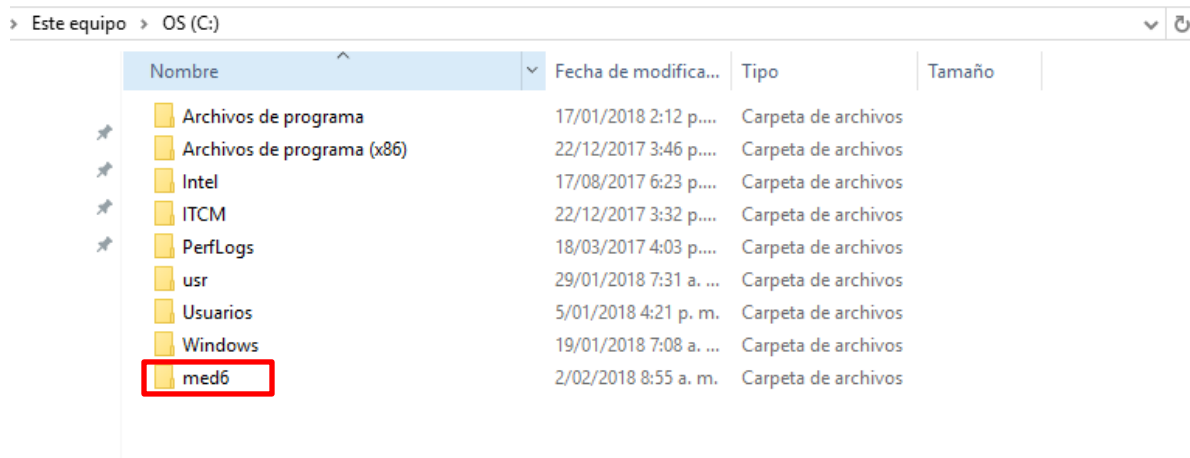 Este equipo > OS (C:)
Nombre Fecha de modifica... Tipo Tamaño
Archivos de programa 17/01/2018 2:12 p.... Carpeta de archivos
Archivos de programa (x86) 22/12/2017 3:46 p.... Carpeta de archivos
Intel 17/08/2017 6:23 p.... Carpeta de archivos
ITCM 22/12/2017 3:32 p.... Carpeta de archivos
PerfLogs 18/03/2017 4:03 p.... Carpeta de archivos
usr 29/01/2018 7:31 a. ... Carpeta de archivos
Usuarios 5/01/2018 4:21 p. m. Carpeta de archivos
Windows 19/01/2018 7:08 a. ... Carpeta de archivos
med6 2/02/2018 8:55 a. m. Carpeta de archivos